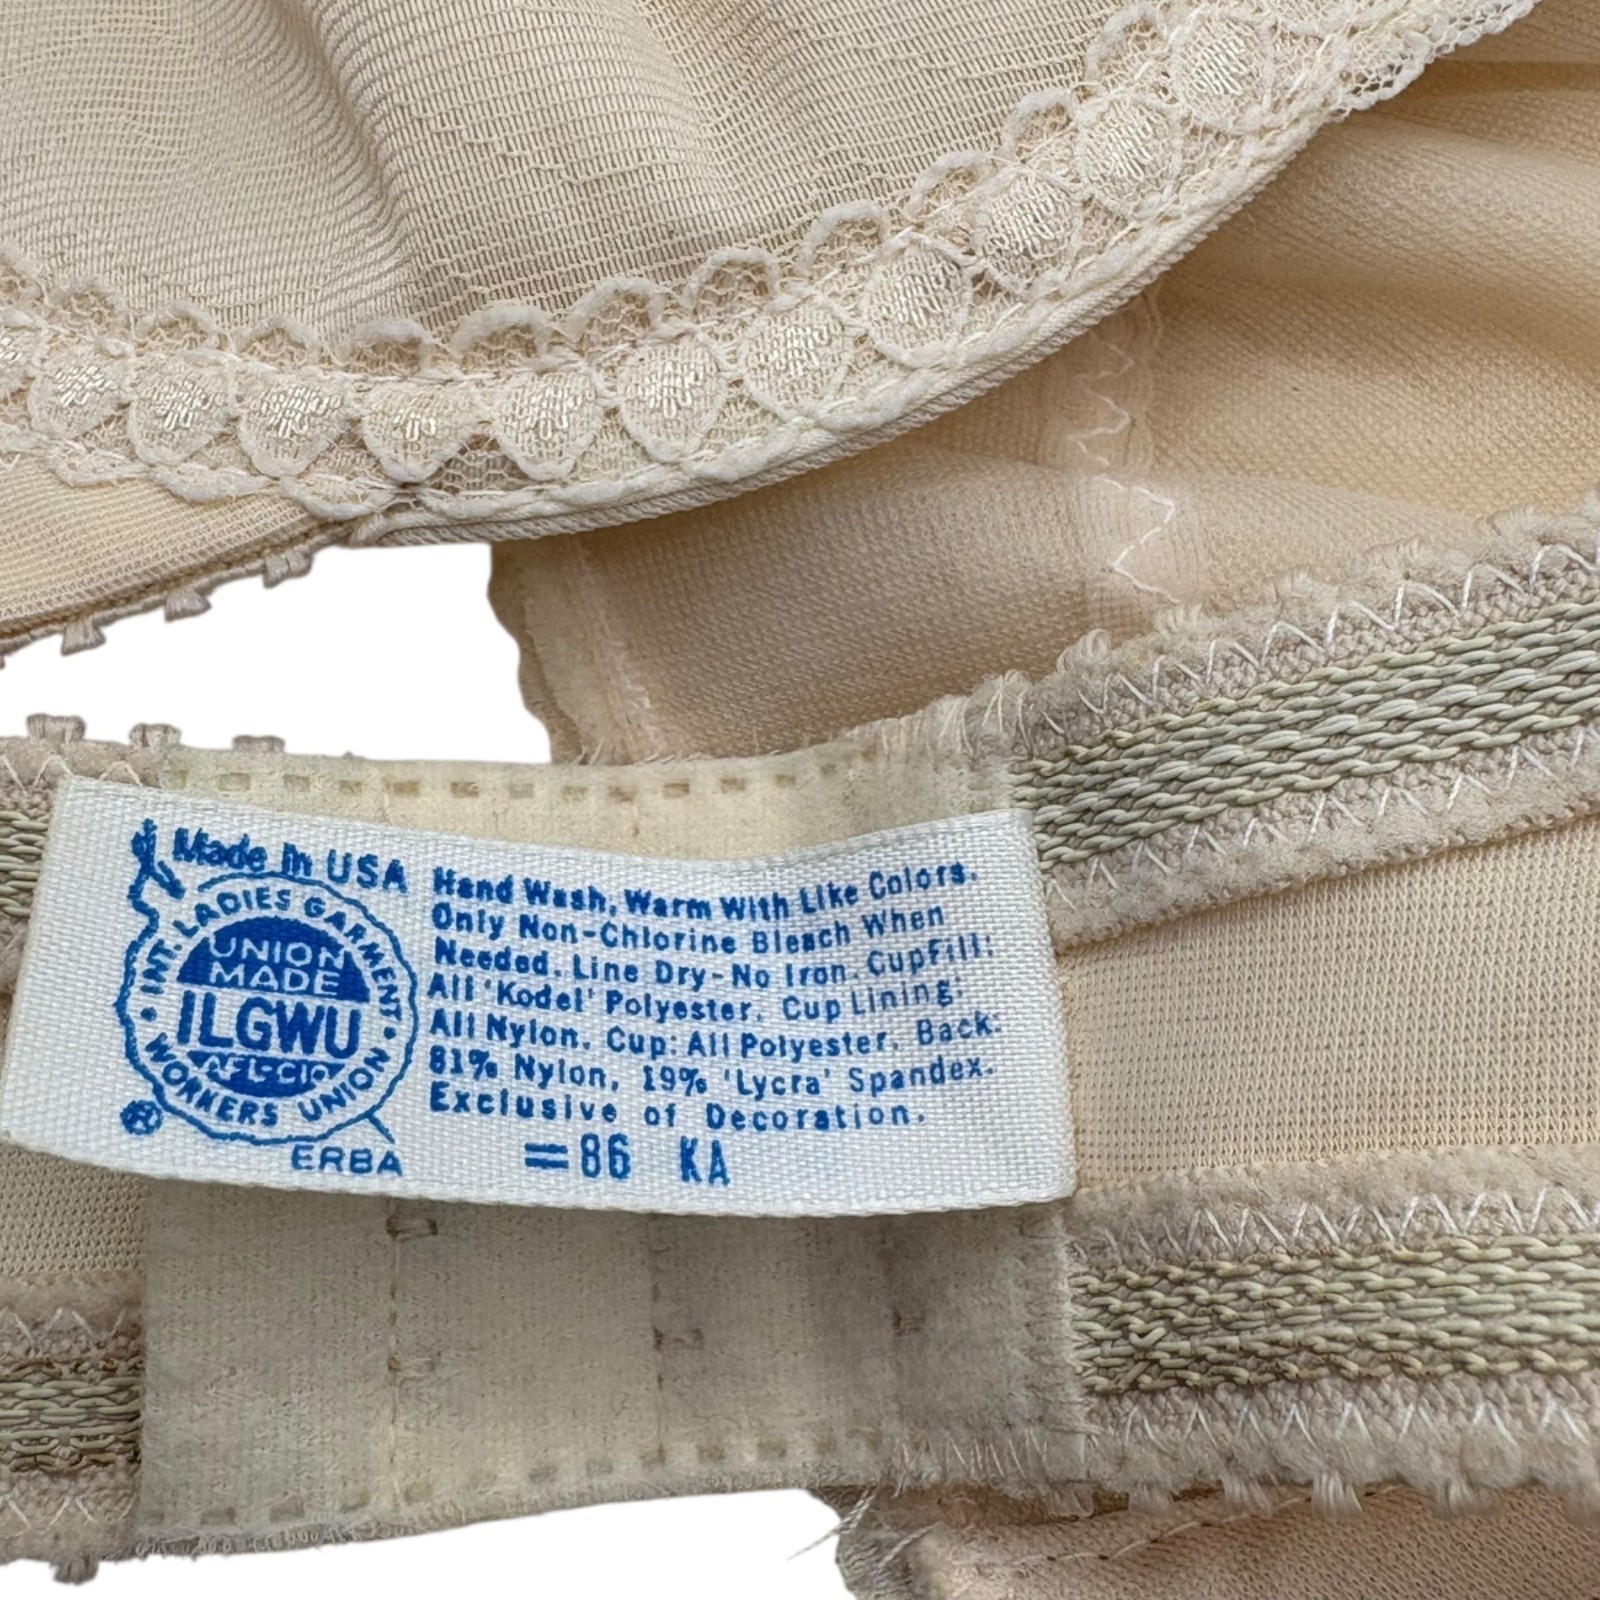 Made in USA
INT. LADIES GARMENT
WORKERS UNION
UNION
MADE
ILGWU
AFL-CIO
®
ERBA
Hand Wash, Warm With Like Colors.
Only Non-Chlorine Bleach When
Needed. Line Dry-No Iron. Cup Fill:
All 'Kodel' Polyester. Cup Lining:
All Nylon. Cup: All Polyester. Back:
81% Nylon, 19% 'Lycra' Spandex.
Exclusive of Decoration.
=86 KA